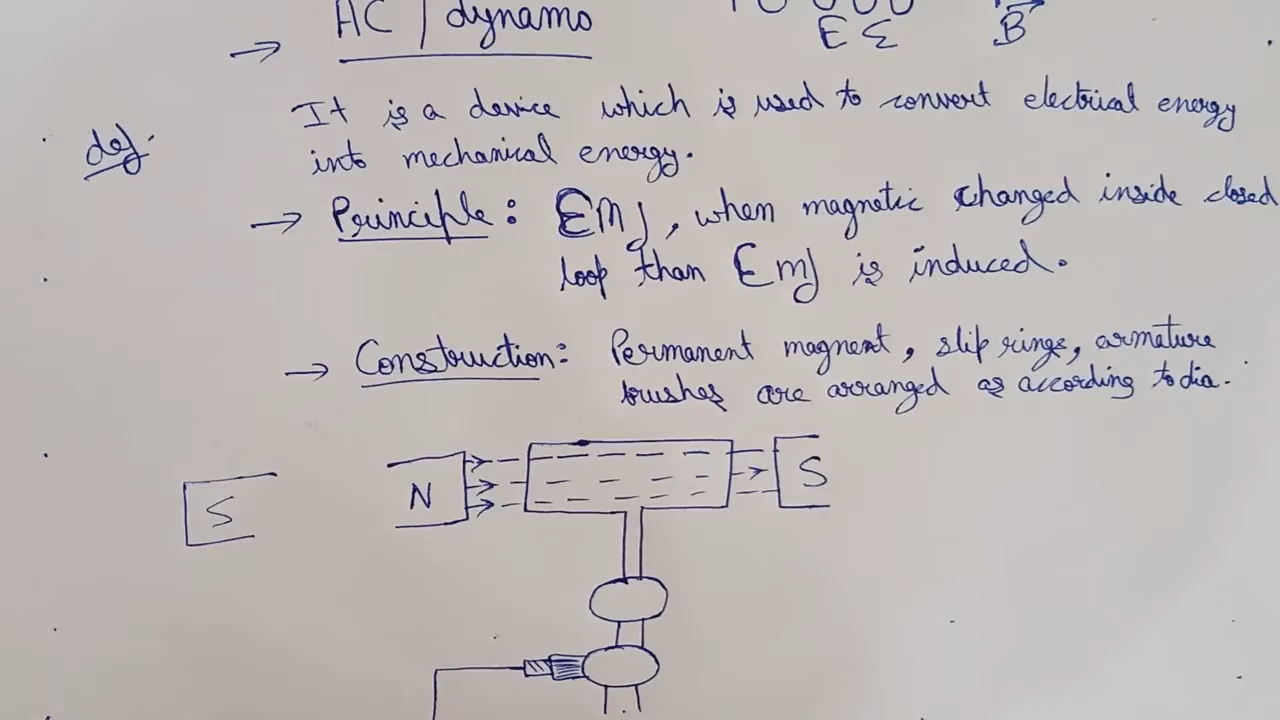 AC / dynamo
E Σ B
def.
It is a device which is used to convert electrical energy
into mechanical energy.
→ Principle: EMf, when magnetic changed inside closed
loop than Emf is induced.
→ Construction: Permanent magnent, slip rings, armature
brushes are arranged as according to dia.
S N S